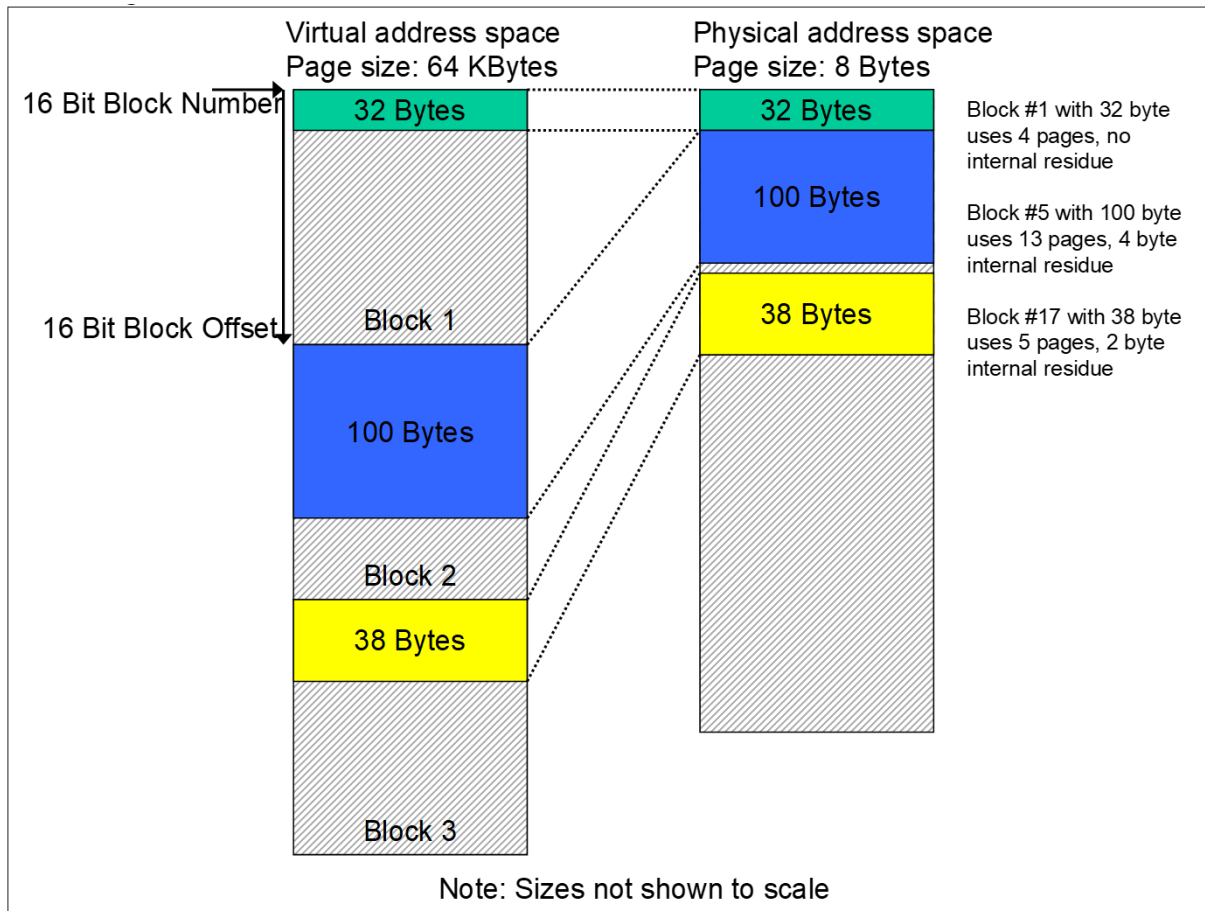 Virtual address space
Page size: 64 KBytes
Physical address space
Page size: 8 Bytes
16 Bit Block Number
32 Bytes
32 Bytes
Block #1 with 32 byte
uses 4 pages, no
internal residue
100 Bytes
Block #5 with 100 byte
uses 13 pages, 4 byte
internal residue
16 Bit Block Offset
Block 1
38 Bytes
Block #17 with 38 byte
uses 5 pages, 2 byte
internal residue
100 Bytes
Block 2
38 Bytes
Block 3
Note: Sizes not shown to scale